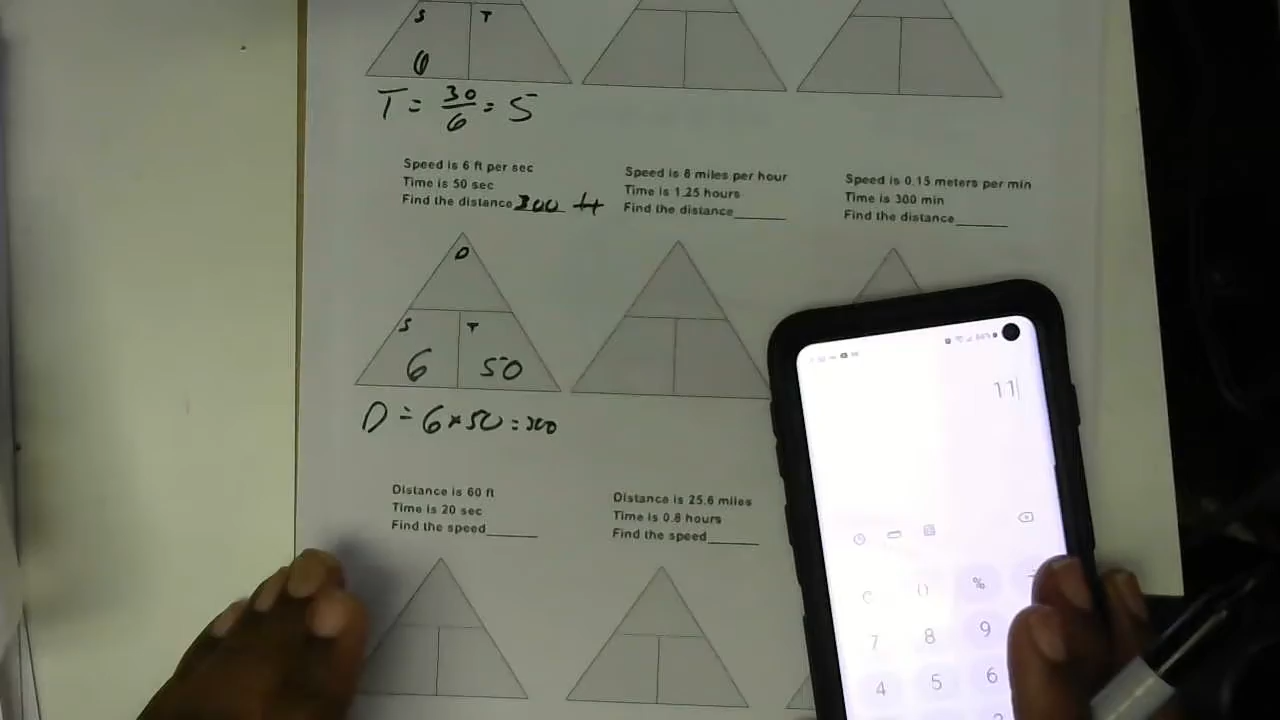 S T
6
T = 30/6 = 5
Speed is 6 ft per sec
Time is 50 sec
Find the distance 300 ft
Speed is 8 miles per hour
Time is 1.25 hours
Find the distance______
Speed is 0.15 meters per min
Time is 300 min
Find the distance______
D
S T
6 50
D = 6 x 50 = 300
Distance is 60 ft
Time is 20 sec
Find the speed______
Distance is 25.6 miles
Time is 0.8 hours
Find the speed______
11
C () %
7 8 9
4 5 6